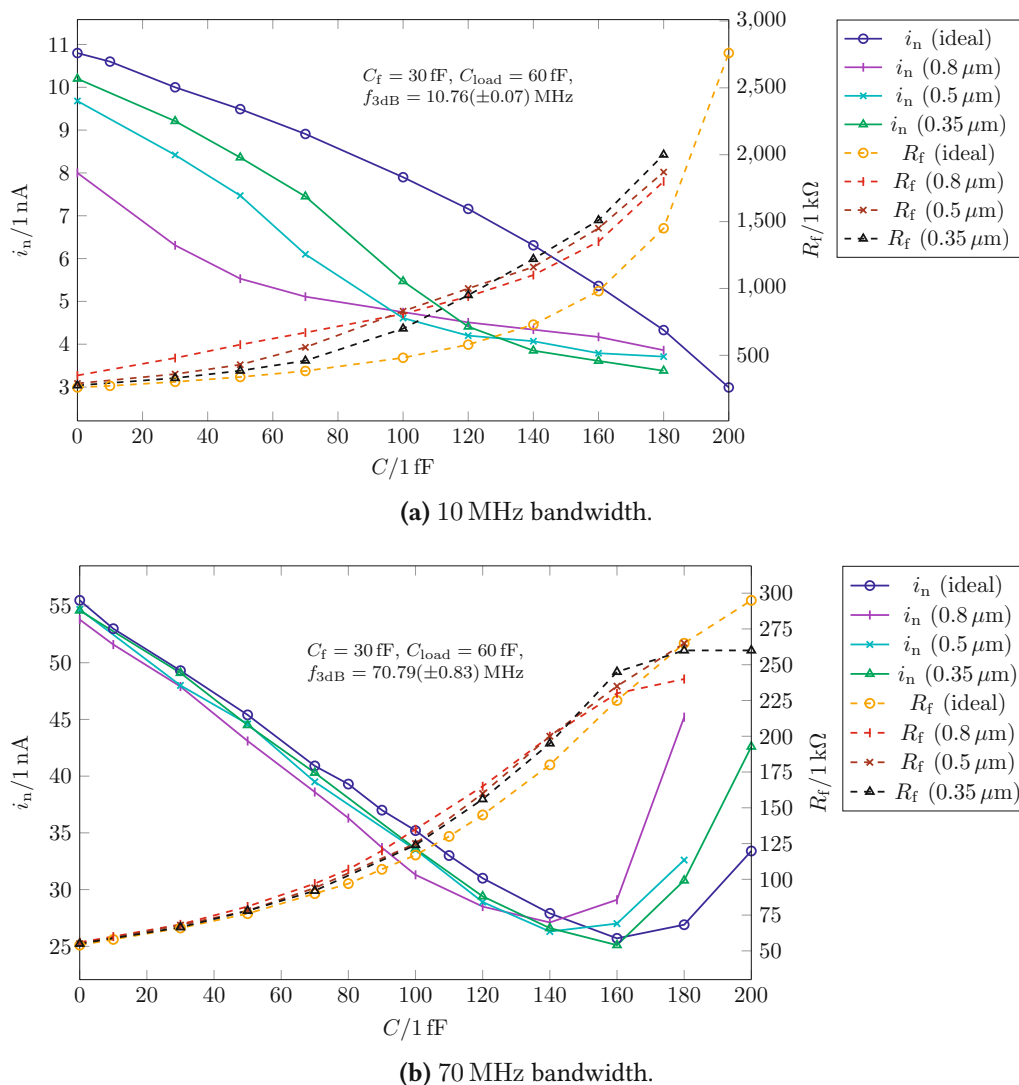 11
10
9
8
7
6
5
4
3
i_n/1 nA
0 20 40 60 80 100 120 140 160 180 200
C/1 fF
3,000
2,500
2,000
1,500
1,000
500
R_f/1 kΩ
C_f = 30 fF, C_load = 60 fF,
f_3dB = 10.76(±0.07) MHz
i_n (ideal)
i_n (0.8 µm)
i_n (0.5 µm)
i_n (0.35 µm)
R_f (ideal)
R_f (0.8 µm)
R_f (0.5 µm)
R_f (0.35 µm)
(a) 10 MHz bandwidth.
55
50
45
40
35
30
25
i_n/1 nA
0 20 40 60 80 100 120 140 160 180 200
C/1 fF
300
275
250
225
200
175
150
125
100
75
50
R_f/1 kΩ
C_f = 30 fF, C_load = 60 fF,
f_3dB = 70.79(±0.83) MHz
i_n (ideal)
i_n (0.8 µm)
i_n (0.5 µm)
i_n (0.35 µm)
R_f (ideal)
R_f (0.8 µm)
R_f (0.5 µm)
R_f (0.35 µm)
(b) 70 MHz bandwidth.